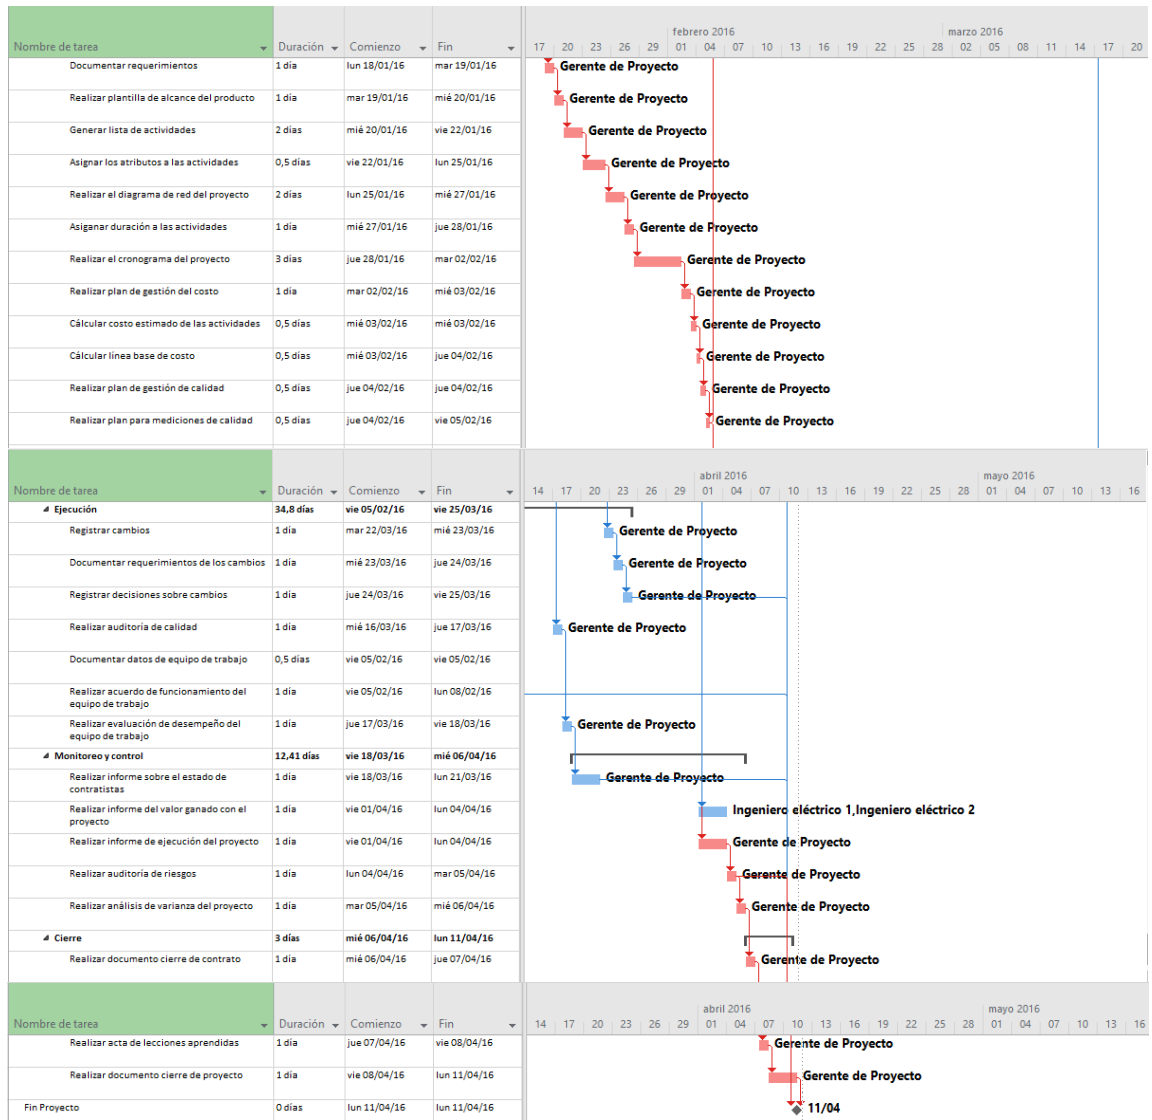 febrero 2016 marzo 2016
Nombre de tarea Duración Comienzo Fin 17 20 23 26 29 01 04 07 10 13 16 19 22 25 28 02 05 08 11 14 17 20
Documentar requerimientos 1 día lun 18/01/16 mar 19/01/16 Gerente de Proyecto
Realizar plantilla de alcance del producto 1 día mar 19/01/16 mié 20/01/16 Gerente de Proyecto
Generar lista de actividades 2 días mié 20/01/16 vie 22/01/16 Gerente de Proyecto
Asignar los atributos a las actividades 0,5 días vie 22/01/16 lun 25/01/16 Gerente de Proyecto
Realizar el diagrama de red del proyecto 2 días lun 25/01/16 mié 27/01/16 Gerente de Proyecto
Asiganar duración a las actividades 1 día mié 27/01/16 jue 28/01/16 Gerente de Proyecto
Realizar el cronograma del proyecto 3 días jue 28/01/16 mar 02/02/16 Gerente de Proyecto
Realizar plan de gestión del costo 1 día mar 02/02/16 mié 03/02/16 Gerente de Proyecto
Cálcular costo estimado de las actividades 0,5 días mié 03/02/16 mié 03/02/16 Gerente de Proyecto
Cálcular línea base de costo 0,5 días mié 03/02/16 jue 04/02/16 Gerente de Proyecto
Realizar plan de gestión de calidad 0,5 días jue 04/02/16 jue 04/02/16 Gerente de Proyecto
Realizar plan para mediciones de calidad 0,5 días jue 04/02/16 vie 05/02/16 Gerente de Proyecto
abril 2016 mayo 2016
Nombre de tarea Duración Comienzo Fin 14 17 20 23 26 29 01 04 07 10 13 16 19 22 25 28 01 04 07 10 13 16
Ejecución 34,8 días vie 05/02/16 vie 25/03/16
Registrar cambios 1 día mar 22/03/16 mié 23/03/16 Gerente de Proyecto
Documentar requerimientos de los cambios 1 día mié 23/03/16 jue 24/03/16 Gerente de Proyecto
Registrar decisiones sobre cambios 1 día jue 24/03/16 vie 25/03/16 Gerente de Proyecto
Realizar auditoría de calidad 1 día mié 16/03/16 jue 17/03/16 Gerente de Proyecto
Documentar datos de equipo de trabajo 0,5 días vie 05/02/16 vie 05/02/16
Realizar acuerdo de funcionamiento del 1 día vie 05/02/16 lun 08/02/16
equipo de trabajo
Realizar evaluación de desempeño del 1 día jue 17/03/16 vie 18/03/16 Gerente de Proyecto
equipo de trabajo
Monitoreo y control 12,41 días vie 18/03/16 mié 06/04/16
Realizar informe sobre el estado de 1 día vie 18/03/16 lun 21/03/16 Gerente de Proyecto
contratistas
Realizar informe del valor ganado con el 1 día vie 01/04/16 lun 04/04/16 Ingeniero eléctrico 1,Ingeniero eléctrico 2
proyecto
Realizar informe de ejecución del proyecto 1 día vie 01/04/16 lun 04/04/16 Gerente de Proyecto
Realizar auditoría de riesgos 1 día lun 04/04/16 mar 05/04/16 Gerente de Proyecto
Realizar análisis de varianza del proyecto 1 día mar 05/04/16 mié 06/04/16 Gerente de Proyecto
Cierre 3 días mié 06/04/16 lun 11/04/16
Realizar documento cierre de contrato 1 día mié 06/04/16 jue 07/04/16 Gerente de Proyecto
abril 2016 mayo 2016
Nombre de tarea Duración Comienzo Fin 14 17 20 23 26 29 01 04 07 10 13 16 19 22 25 28 01 04 07 10 13 16
Realizar acta de lecciones aprendidas 1 día jue 07/04/16 vie 08/04/16 Gerente de Proyecto
Realizar documento cierre de proyecto 1 día vie 08/04/16 lun 11/04/16 Gerente de Proyecto
Fin Proyecto 0 días lun 11/04/16 lun 11/04/16 11/04